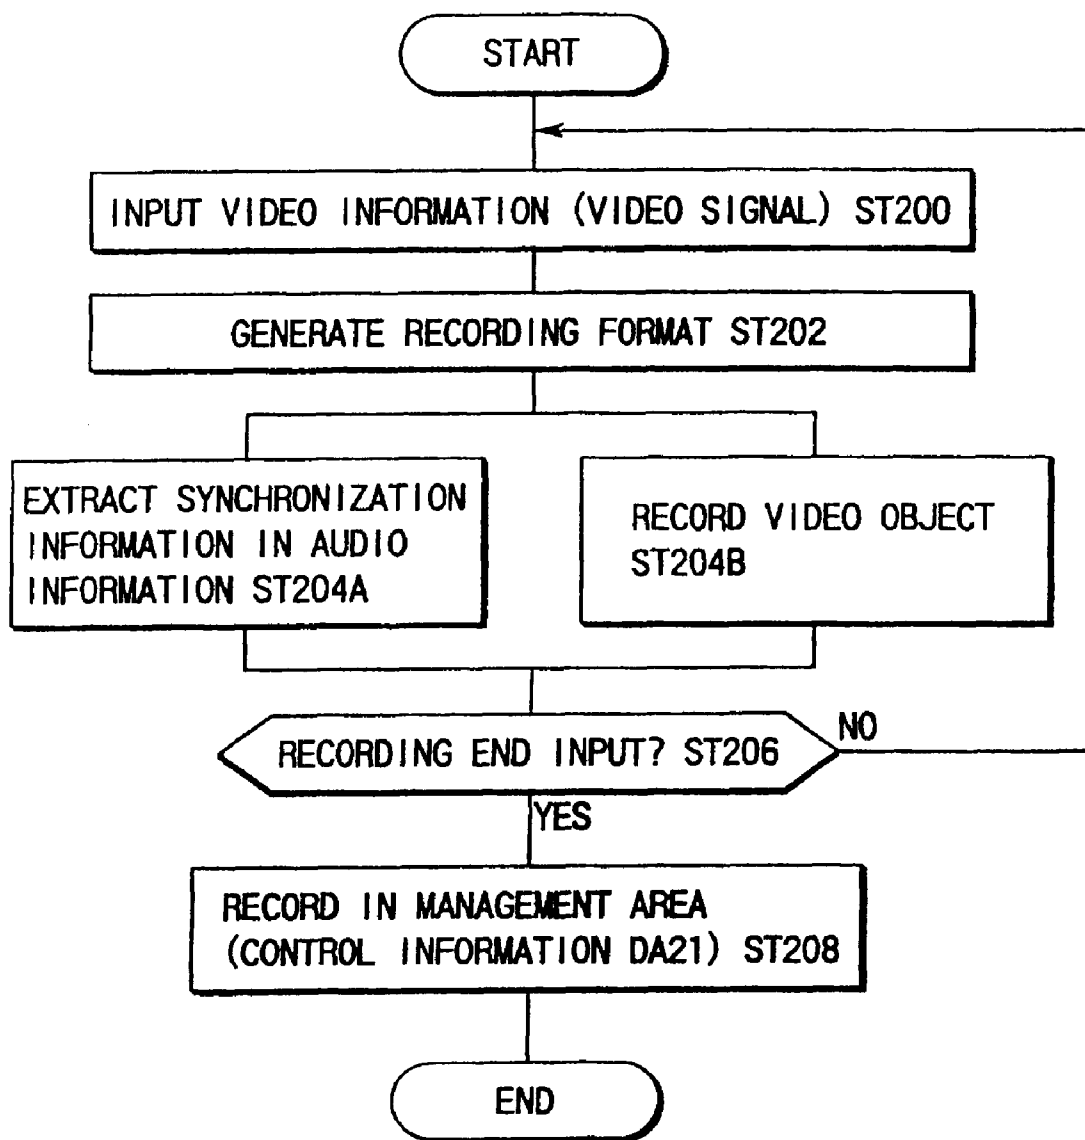 START
INPUT VIDEO INFORMATION (VIDEO SIGNAL) ST200
GENERATE RECORDING FORMAT ST202
EXTRACT SYNCHRONIZATION
INFORMATION IN AUDIO
INFORMATION ST204A
RECORD VIDEO OBJECT
ST204B
RECORDING END INPUT? ST206
NO
YES
RECORD IN MANAGEMENT AREA
(CONTROL INFORMATION DA21) ST208
END